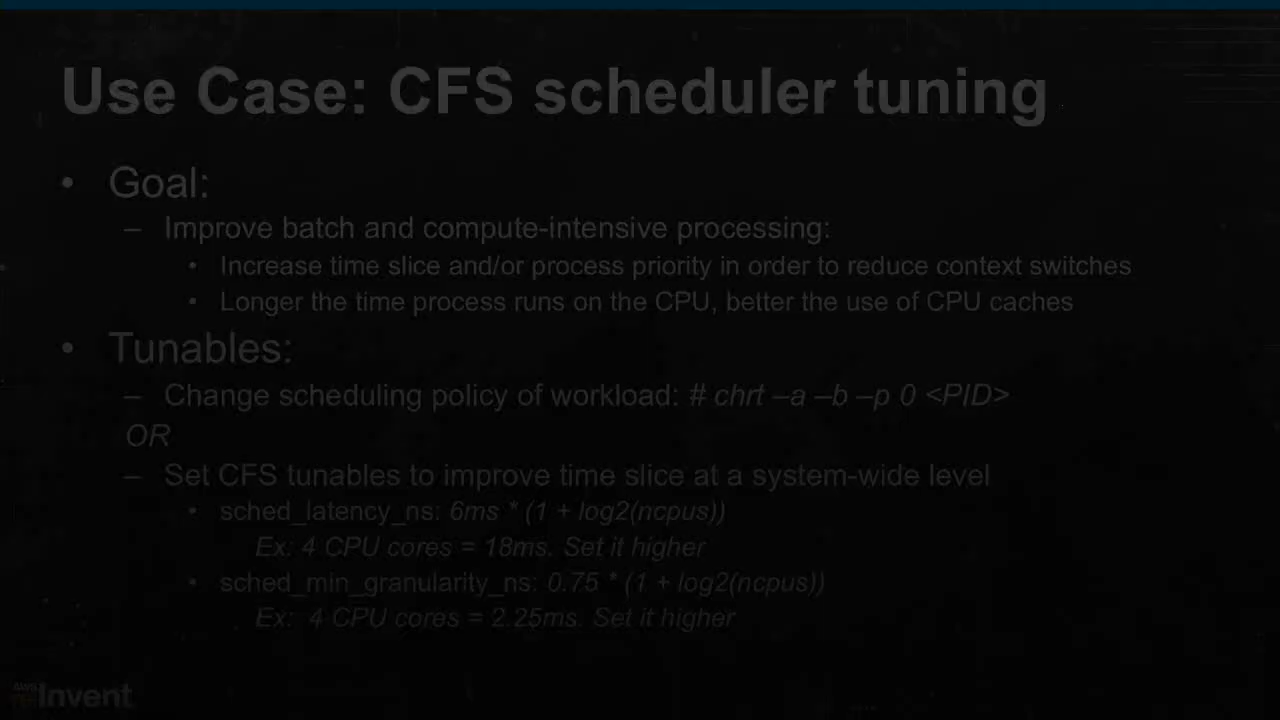 Use Case: CFS scheduler tuning
• Goal:
– Improve batch and compute-intensive processing:
• Increase time slice and/or process priority in order to reduce context switches
• Longer the time process runs on the CPU, better the use of CPU caches
• Tunables:
– Change scheduling policy of workload: # chrt –a –b –p 0 <PID>
OR
– Set CFS tunables to improve time slice at a system-wide level
• sched_latency_ns: 6ms * (1 + log2(ncpus))
Ex: 4 CPU cores = 18ms. Set it higher
• sched_min_granularity_ns: 0.75 * (1 + log2(ncpus))
Ex: 4 CPU cores = 2.25ms. Set it higher
AWS
Invent